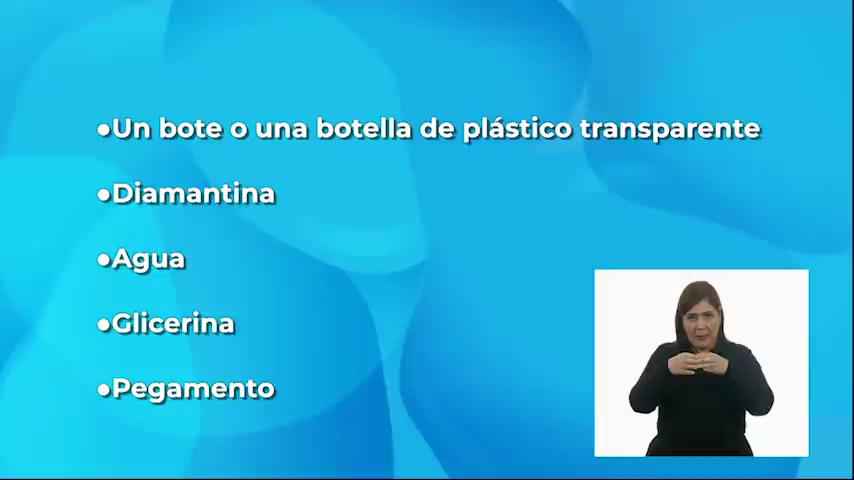 ●Un bote o una botella de plástico transparente
●Diamantina
●Agua
●Glicerina
●Pegamento